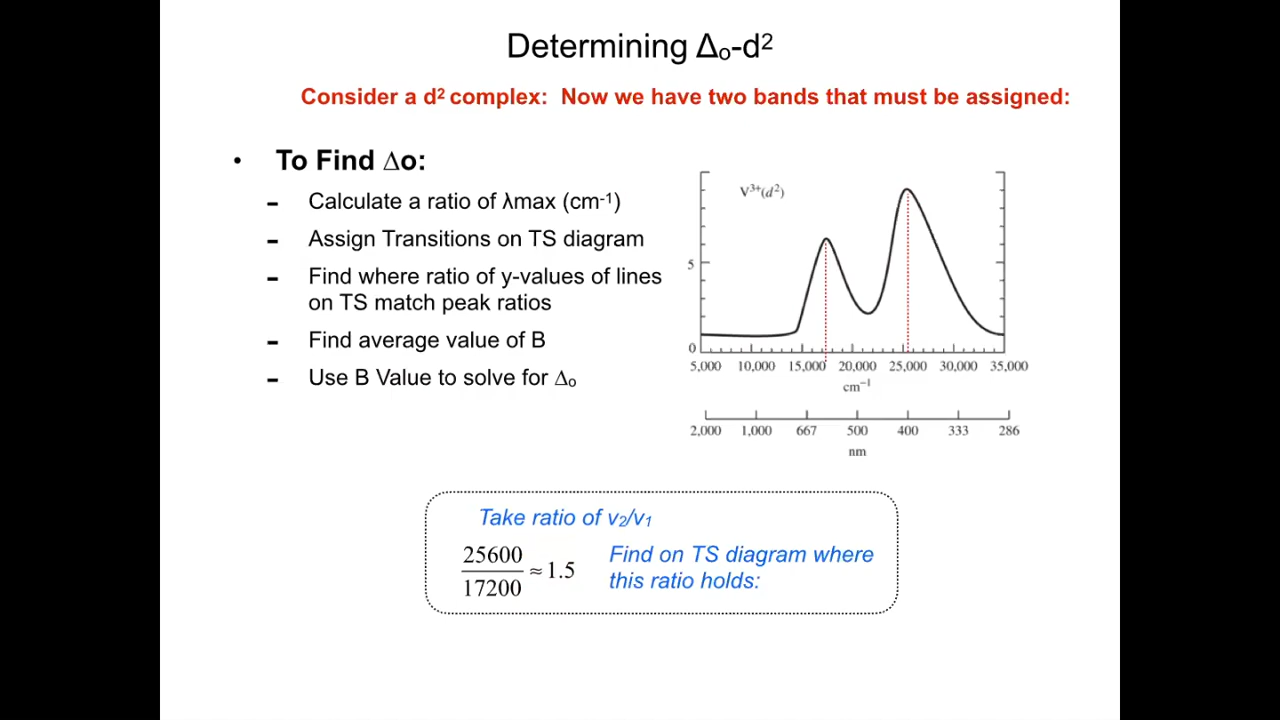 Determining Δₒ-d²
Consider a d² complex: Now we have two bands that must be assigned:
• To Find Δo:
- Calculate a ratio of λmax (cm⁻¹)
- Assign Transitions on TS diagram
- Find where ratio of y-values of lines
on TS match peak ratios
- Find average value of B
- Use B Value to solve for Δₒ
V³⁺(d²)
5
0
5,000 10,000 15,000 20,000 25,000 30,000 35,000
cm⁻¹
2,000 1,000 667 500 400 333 286
nm
Take ratio of v₂/v₁
25600
17200
≈ 1.5
Find on TS diagram where
this ratio holds: